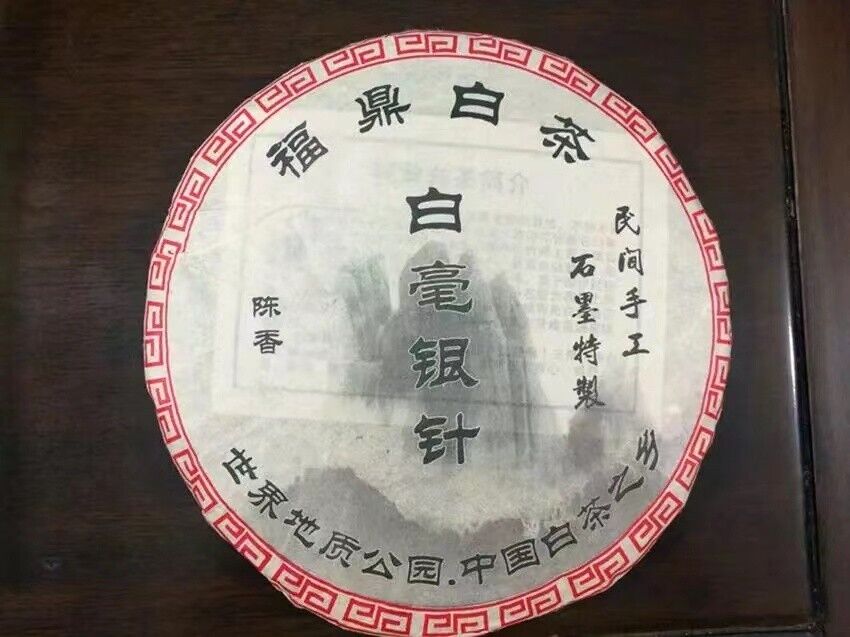 福鼎白茶
白毫银针
民间手工
石墨特製
陈香
世界地质公园.中国白茶之乡